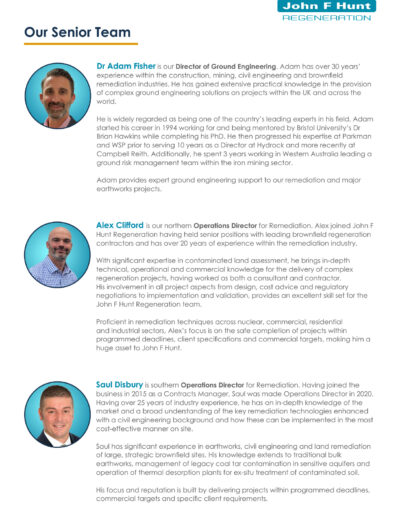 John F Hunt
REGENERATION
Our Senior Team
Dr Adam Fisher is our Director of Ground Engineering. Adam has over 30 years'
experience within the construction, mining, civil engineering and brownfield
remediation industries. He has gained extensive practical knowledge in the provision
of complex ground engineering solutions on projects within the UK and across the
world.
He is widely regarded as being one of the country's leading experts in his field. Adam
started his career in 1994 working for and being mentored by Bristol University's Dr
Brian Hawkins while completing his PhD. He then progressed his expertise at Parkman
and WSP prior to serving 10 years as a Director at Hydrock and more recently at
Campbell Reith. Additionally, he spent 3 years working in Western Australia leading a
ground risk management team within the iron mining sector.
Adam provides expert ground engineering support to our remediation and major
earthworks projects.
Alex Clifford is our northern Operations Director for Remediation. Alex joined John F
Hunt Regeneration having held senior positions with leading brownfield regeneration
contractors and has over 20 years of experience within the remediation industry.
With significant expertise in contaminated land assessment, he brings in-depth
technical, operational and commercial knowledge for the delivery of complex
regeneration projects, having worked as both a consultant and contractor.
His involvement in all project aspects from design, cost advice and regulatory
negotiations to implementation and validation, provides an excellent skill set for the
John F Hunt Regeneration team.
Proficient in remediation techniques across nuclear, commercial, residential
and industrial sectors, Alex's focus is on the safe completion of projects within
programmed deadlines, client specifications and commercial targets, making him a
huge asset to John F Hunt.
Saul Disbury is southern Operations Director for Remediation. Having joined the
business in 2015 as a Contracts Manager, Saul was made Operations Director in 2020.
Having over 25 years of industry experience, he has an in depth knowledge of the
market and a broad understanding of the key remediation technologies enhanced
with a civil engineering background and how these can be implemented in the most
cost-effective manner on site.
Saul has significant experience in earthworks, civil engineering and land remediation
of large, strategic brownfield sites. His knowledge extends to traditional bulk
earthworks, management of legacy coal tar contamination in sensitive aquifers and
operation of thermal desorption plants for ex-situ treatment of contaminated soil.
His focus and reputation is built by delivering projects within programmed deadlines,
commercial targets and specific client requirements.